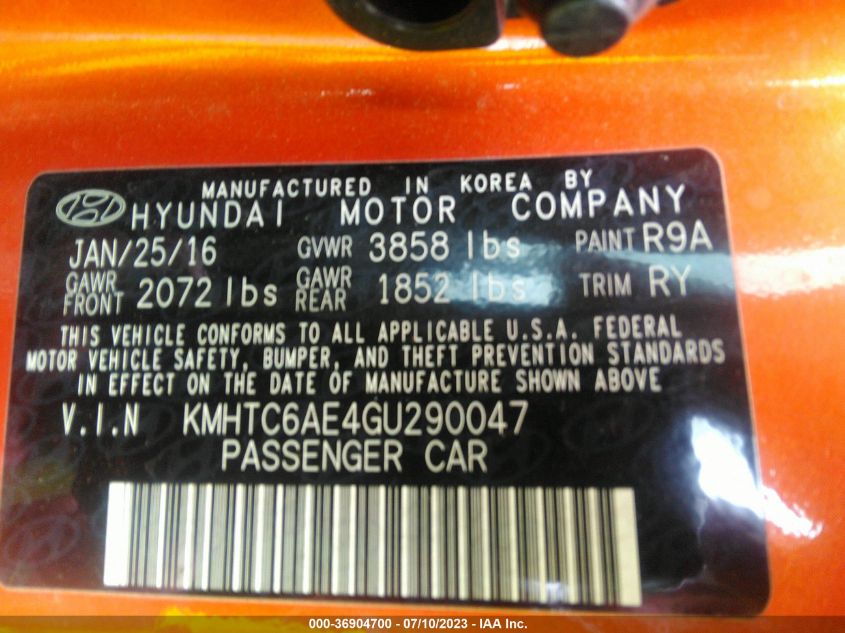 MANUFACTURED IN KOREA BY
HYUNDAI MOTOR COMPANY
JAN/25/16 GVWR 3858 lbs PAINT R9A
GAWR FRONT 2072 lbs GAWR REAR 1852 lbs TRIM RY
THIS VEHICLE CONFORMS TO ALL APPLICABLE U.S.A. FEDERAL
MOTOR VEHICLE SAFETY, BUMPER, AND THEFT PREVENTION STANDARDS
IN EFFECT ON THE DATE OF MANUFACTURE SHOWN ABOVE
V.I.N KMHTC6AE4GU290047
PASSENGER CAR
000-36904700 - 07/10/2023 - IAA Inc.